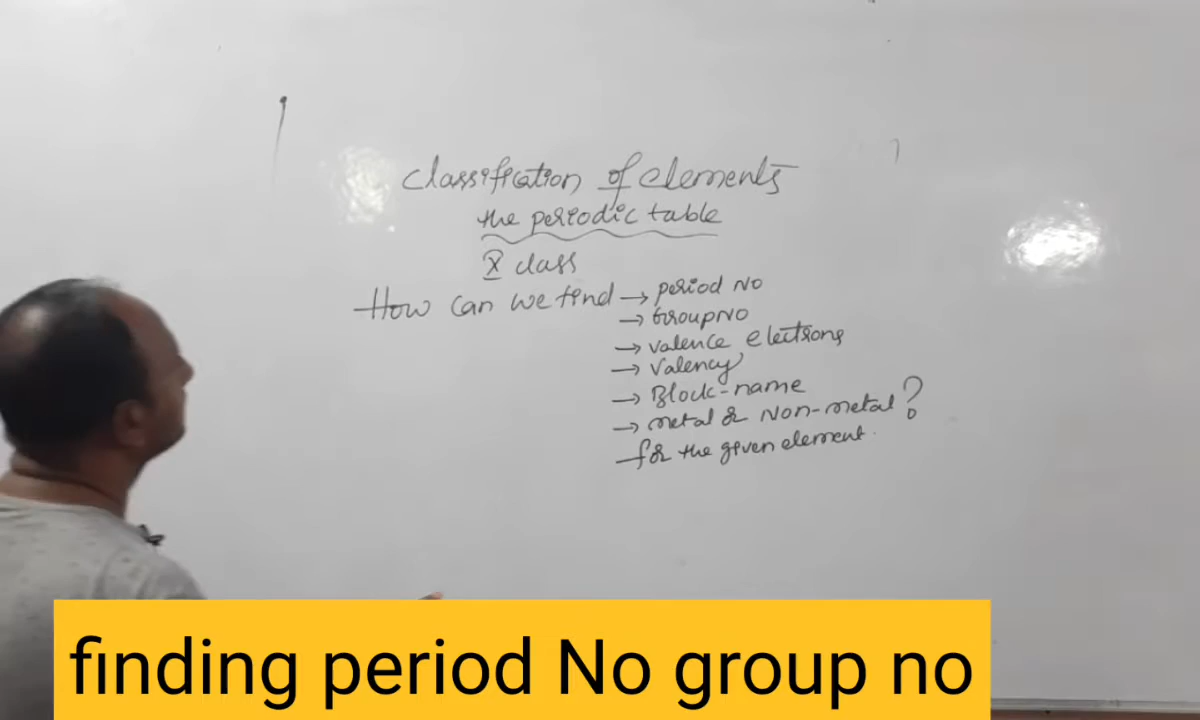 Classification of elements
the periodic table
X class
How can we find → period No
→ Group No
→ valence electrons
→ valency
→ Block-name
→ metal & Non-metal ?
for the given element.
finding period No group no